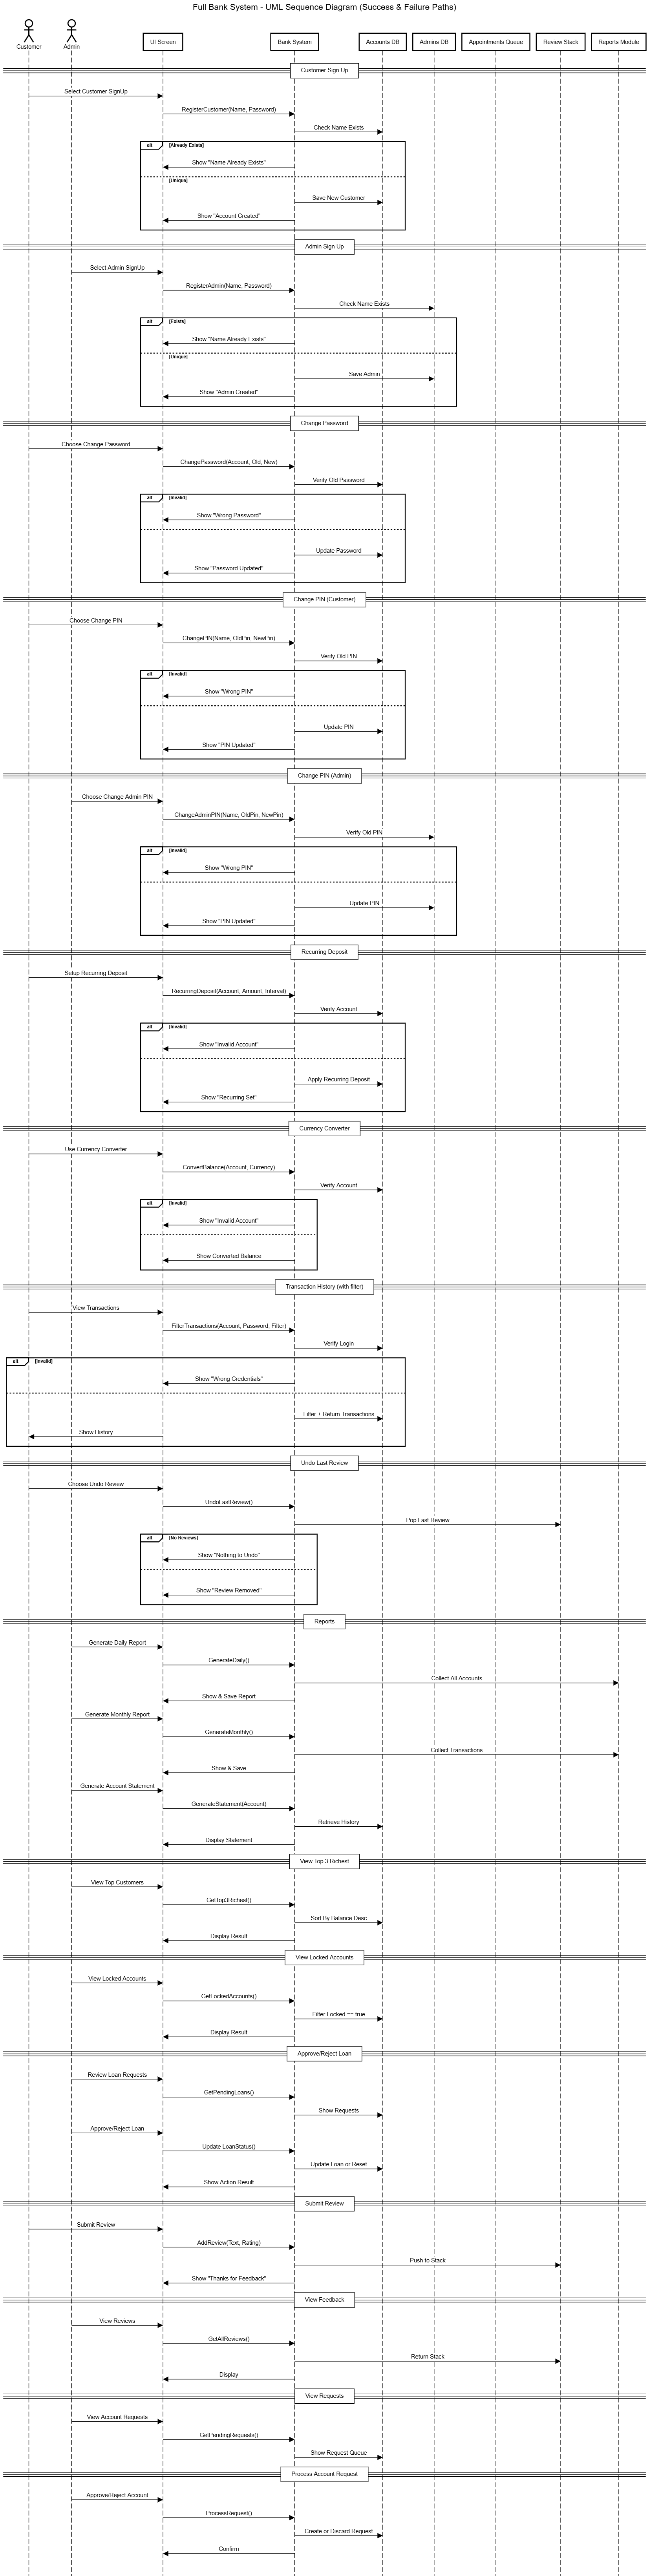 Full Bank System - UML Sequence Diagram (Success & Failure Paths)
Customer
Admin
UI Screen
Bank System
Accounts DB
Admins DB
Appointments Queue
Review Stack
Reports Module
Customer Sign Up
Select Customer SignUp
RegisterCustomer(Name, Password)
Check Name Exists
alt [Already Exists]
Show "Name Already Exists"
[Unique]
Save New Customer
Show "Account Created"
Admin Sign Up
Select Admin SignUp
RegisterAdmin(Name, Password)
Check Name Exists
alt [Exists]
Show "Name Already Exists"
[Unique]
Save Admin
Show "Admin Created"
Change Password
Choose Change Password
ChangePassword(Account, Old, New)
Verify Old Password
alt [Invalid]
Show "Wrong Password"
Update Password
Show "Password Updated"
Change PIN (Customer)
Choose Change PIN
ChangePIN(Name, OldPin, NewPin)
Verify Old PIN
alt [Invalid]
Show "Wrong PIN"
Update PIN
Show "PIN Updated"
Change PIN (Admin)
Choose Change Admin PIN
ChangeAdminPIN(Name, OldPin, NewPin)
Verify Old PIN
alt [Invalid]
Show "Wrong PIN"
Update PIN
Show "PIN Updated"
Recurring Deposit
Setup Recurring Deposit
RecurringDeposit(Account, Amount, Interval)
Verify Account
alt [Invalid]
Show "Invalid Account"
Apply Recurring Deposit
Show "Recurring Set"
Currency Converter
Use Currency Converter
ConvertBalance(Account, Currency)
Verify Account
alt [Invalid]
Show "Invalid Account"
Show Converted Balance
Transaction History (with filter)
View Transactions
FilterTransactions(Account, Password, Filter)
Verify Login
alt [Invalid]
Show "Wrong Credentials"
Filter + Return Transactions
Show History
Undo Last Review
Choose Undo Review
UndoLastReview()
Pop Last Review
alt [No Reviews]
Show "Nothing to Undo"
Show "Review Removed"
Reports
Generate Daily Report
GenerateDaily()
Collect All Accounts
Show & Save Report
Generate Monthly Report
GenerateMonthly()
Collect Transactions
Show & Save
Generate Account Statement
GenerateStatement(Account)
Retrieve History
Display Statement
View Top 3 Richest
View Top Customers
GetTop3Richest()
Sort By Balance Desc
Display Result
View Locked Accounts
View Locked Accounts
GetLockedAccounts()
Filter Locked == true
Display Result
Approve/Reject Loan
Review Loan Requests
GetPendingLoans()
Show Requests
Approve/Reject Loan
Update LoanStatus()
Update Loan or Reset
Show Action Result
Submit Review
Submit Review
AddReview(Text, Rating)
Push to Stack
Show "Thanks for Feedback"
View Feedback
View Reviews
GetAllReviews()
Return Stack
Display
View Requests
View Account Requests
GetPendingRequests()
Show Request Queue
Process Account Request
Approve/Reject Account
ProcessRequest()
Create or Discard Request
Confirm